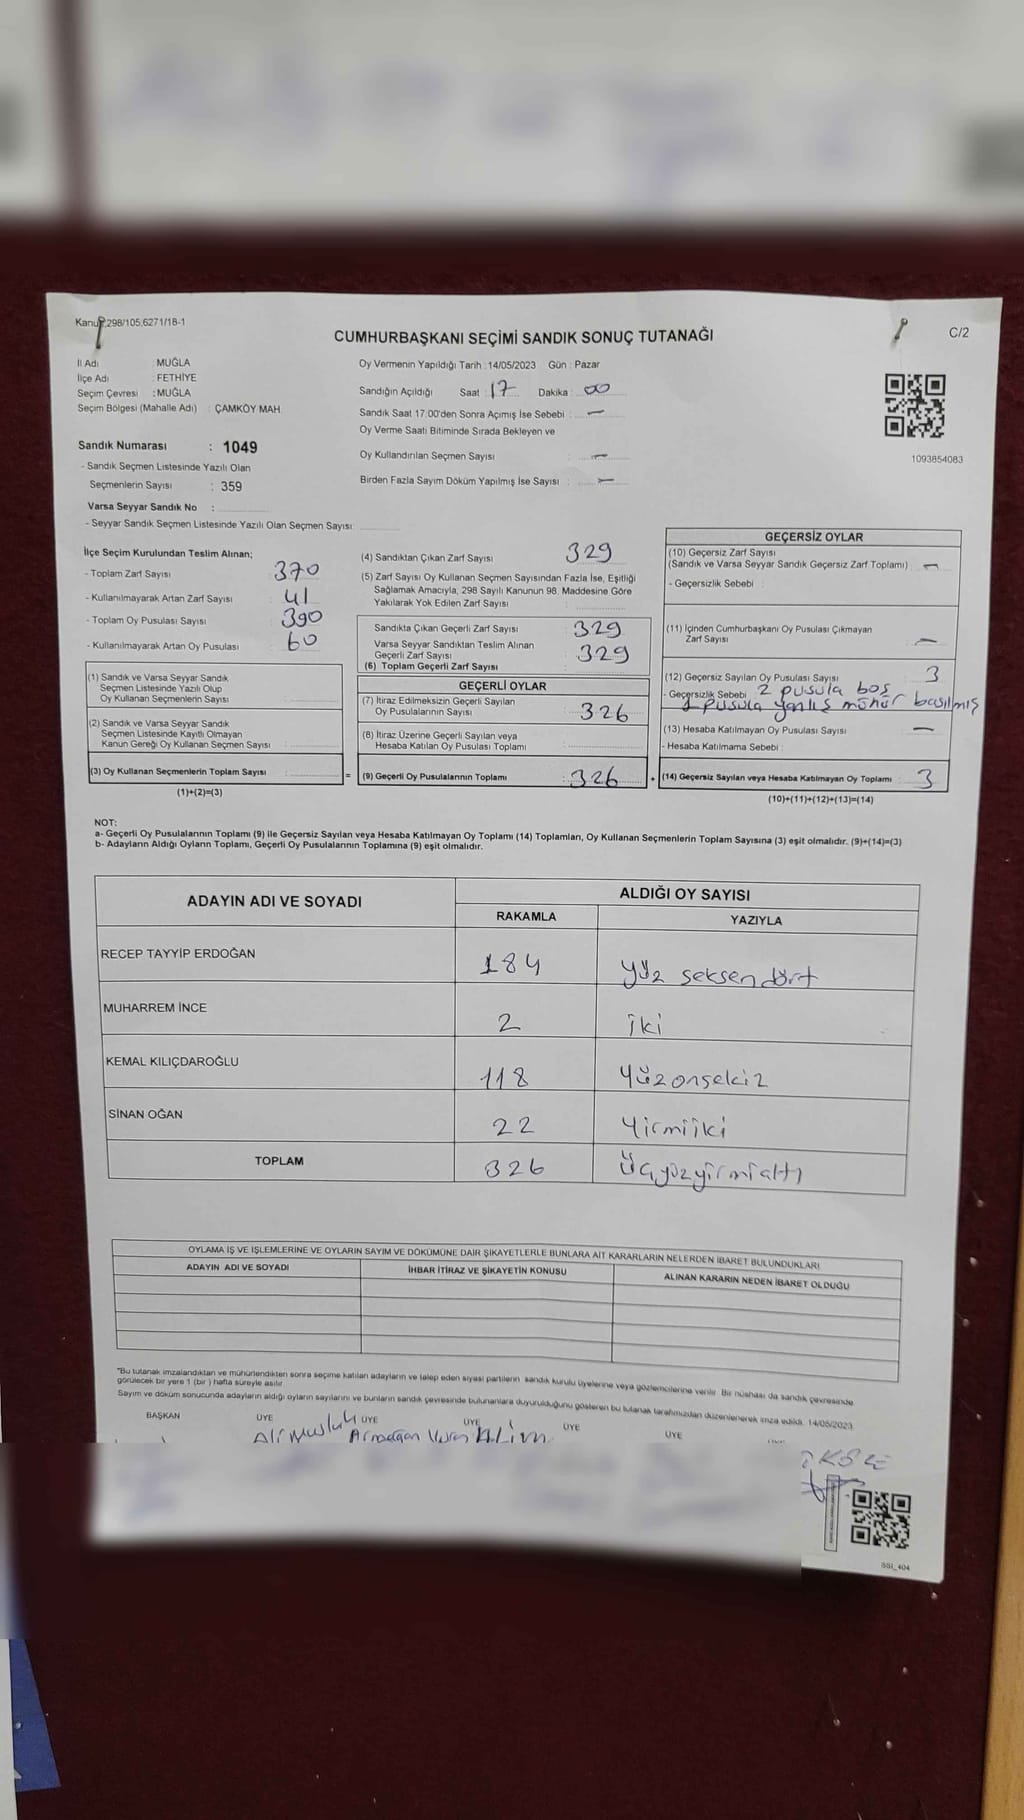 Kanun:298/105,6271/18-1
CUMHURBAŞKANI SEÇİMİ SANDIK SONUÇ TUTANAĞI
C/2
İl Adı : MUĞLA
İlçe Adı : FETHİYE
Seçim Çevresi : MUĞLA
Seçim Bölgesi (Mahalle Adı) : ÇAMKÖY MAH.
Oy Vermenin Yapıldığı Tarih :14/05/2023 Gün : Pazar
Sandığın Açıldığı Saat : 17 Dakika : 00
Sandık Saat 17.00'den Sonra Açımış İse Sebebi : —
Oy Verme Saati Bitiminde Sırada Bekleyen ve
Oy Kullandırılan Seçmen Sayısı : —
Birden Fazla Sayım Döküm Yapılmış İse Sayısı : —
1093854083
Sandık Numarası : 1049
- Sandık Seçmen Listesinde Yazılı Olan
Seçmenlerin Sayısı : 359
Varsa Seyyar Sandık No :
- Seyyar Sandık Seçmen Listesinde Yazılı Olan Seçmen Sayısı:
İlçe Seçim Kurulundan Teslim Alınan;
- Toplam Zarf Sayısı : 370
- Kullanılmayarak Artan Zarf Sayısı : 41
- Toplam Oy Pusulası Sayısı : 390
- Kullanılmayarak Artan Oy Pusulası : 60
(1) Sandık ve Varsa Seyyar Sandık
Seçmen Listesinde Yazılı Olup
Oy Kullanan Seçmenlerin Sayısı :
(2) Sandık ve Varsa Seyyar Sandık
Seçmen Listesinde Kayıtlı Olmayan
Kanun Gereği Oy Kullanan Seçmen Sayısı :
(3) Oy Kullanan Seçmenlerin Toplam Sayısı :
(1)+(2)=(3)
(4) Sandıktan Çıkan Zarf Sayısı : 329
(5) Zarf Sayısı Oy Kullanan Seçmen Sayısından Fazla İse, Eşitliği
Sağlamak Amacıyla, 298 Sayılı Kanunun 98. Maddesine Göre
Yakılarak Yok Edilen Zarf Sayısı :
Sandıkta Çıkan Geçerli Zarf Sayısı : 329
Varsa Seyyar Sandıktan Teslim Alınan
Geçerli Zarf Sayısı :
(6) Toplam Geçerli Zarf Sayısı : 329
GEÇERLİ OYLAR
(7) İtiraz Edilmeksizin Geçerli Sayılan
Oy Pusulalarının Sayısı : 326
(8) İtiraz Üzerine Geçerli Sayılan veya
Hesaba Katılan Oy Pusulası Toplamı :
= (9) Geçerli Oy Pusulalarının Toplamı : 326 +
GEÇERSİZ OYLAR
(10) Geçersiz Zarf Sayısı
(Sandık ve Varsa Seyyar Sandık Geçersiz Zarf Toplamı) : —
- Geçersizlik Sebebi :
(11) İçinden Cumhurbaşkanı Oy Pusulası Çıkmayan
Zarf Sayısı : —
(12) Geçersiz Sayılan Oy Pusulası Sayısı : 3
- Geçersizlik Sebebi : 2 pusula boş
1 pusula yanlış mühür basılmış
(13) Hesaba Katılmayan Oy Pusulası Sayısı : —
- Hesaba Katılmama Sebebi :
(14) Geçersiz Sayılan veya Hesaba Katılmayan Oy Toplamı : 3
(10)+(11)+(12)+(13)=(14)
NOT:
a- Geçerli Oy Pusulalarının Toplamı (9) ile Geçersiz Sayılan veya Hesaba Katılmayan Oy Toplamı (14) Toplamları, Oy Kullanan Seçmenlerin Toplam Sayısına (3) eşit olmalıdır. (9)+(14)=(3)
b- Adayların Aldığı Oyların Toplamı, Geçerli Oy Pusulalarının Toplamına (9) eşit olmalıdır.
ADAYIN ADI VE SOYADI
ALDIĞI OY SAYISI
RAKAMLA YAZIYLA
RECEP TAYYİP ERDOĞAN 184 Yüz seksen dört
MUHARREM İNCE 2 iki
KEMAL KILIÇDAROĞLU 118 Yüz onsekiz
SİNAN OĞAN 22 Yirmiiki
TOPLAM 326 Üçyüzyirmialtı
OYLAMA İŞ VE İŞLEMLERİNE VE OYLARIN SAYIM VE DÖKÜMÜNE DAİR ŞİKAYETLERLE BUNLARA AİT KARARLARIN NELERDEN İBARET BULUNDUKLARI
ADAYIN ADI VE SOYADI İHBAR İTİRAZ VE ŞİKAYETİN KONUSU ALINAN KARARIN NEDEN İBARET OLDUĞU
*Bu tutanak imzalandıktan ve mühürlendikten sonra seçime katılan adayların ve talep eden siyasi partilerin sandık kurulu üyelerine veya gözlemcilerine verilir. Bir nüshası da sandık çevresinde
görülecek bir yere 1 (bir) hafta süreyle asılır.
Sayım ve döküm sonucunda adayların aldığı oyların sayılarını ve bunların sandık çevresinde bulunanlara duyurulduğunu gösteren bu tutanak tarafımızdan düzenlenerek imza edildi. 14/05/2023
BAŞKAN ÜYE ÜYE ÜYE ÜYE ÜYE
SSI_404